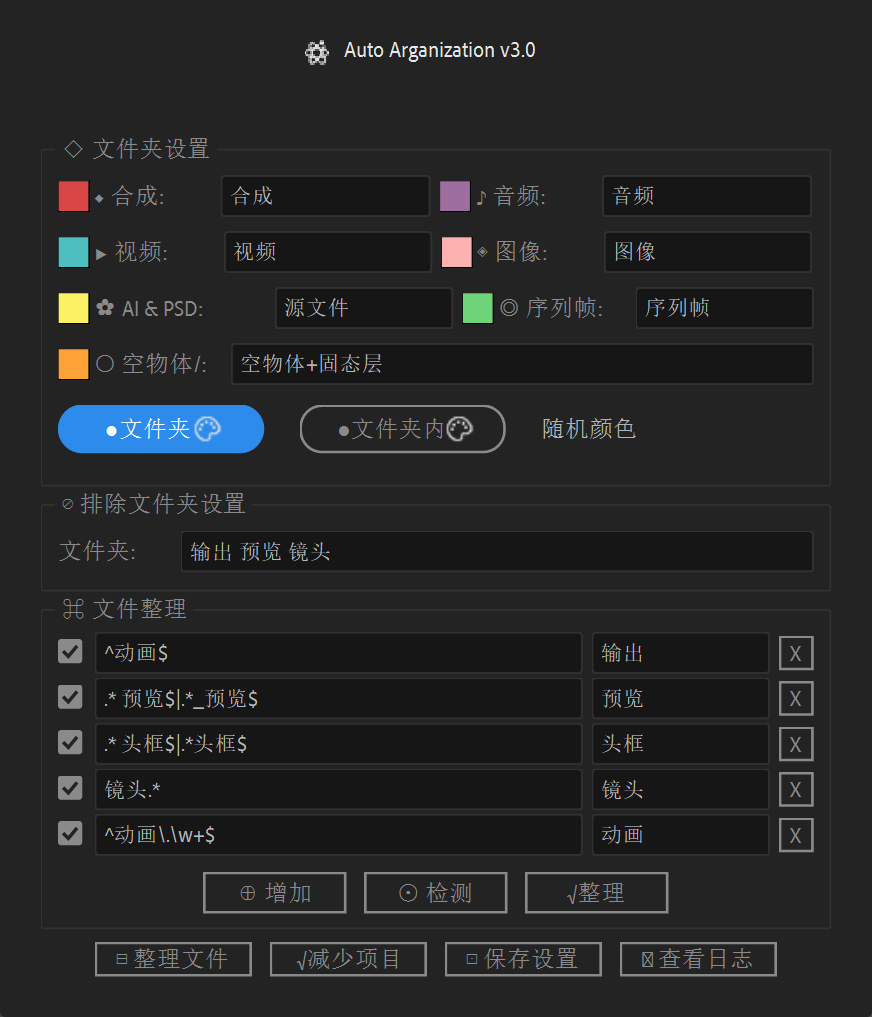 Auto Arganization v3.0
◇ 文件夹设置
◆ 合成: 合成 ♪ 音频: 音频
▶ 视频: 视频 ◈ 图像: 图像
✿ AI & PSD: 源文件 ◎ 序列帧: 序列帧
○ 空物体/: 空物体+固态层
●文件夹 ●文件夹内 随机颜色
⊘ 排除文件夹设置
文件夹: 输出 预览 镜头
⌘ 文件整理
^动画$ 输出 X
.* 预览$|.*_预览$ 预览 X
.* 头框$|.*头框$ 头框 X
镜头.* 镜头 X
^动画\.\w+$ 动画 X
⊕ 增加 ⊙ 检测 √整理
⊟ 整理文件 √减少项目 ⊡ 保存设置 查看日志